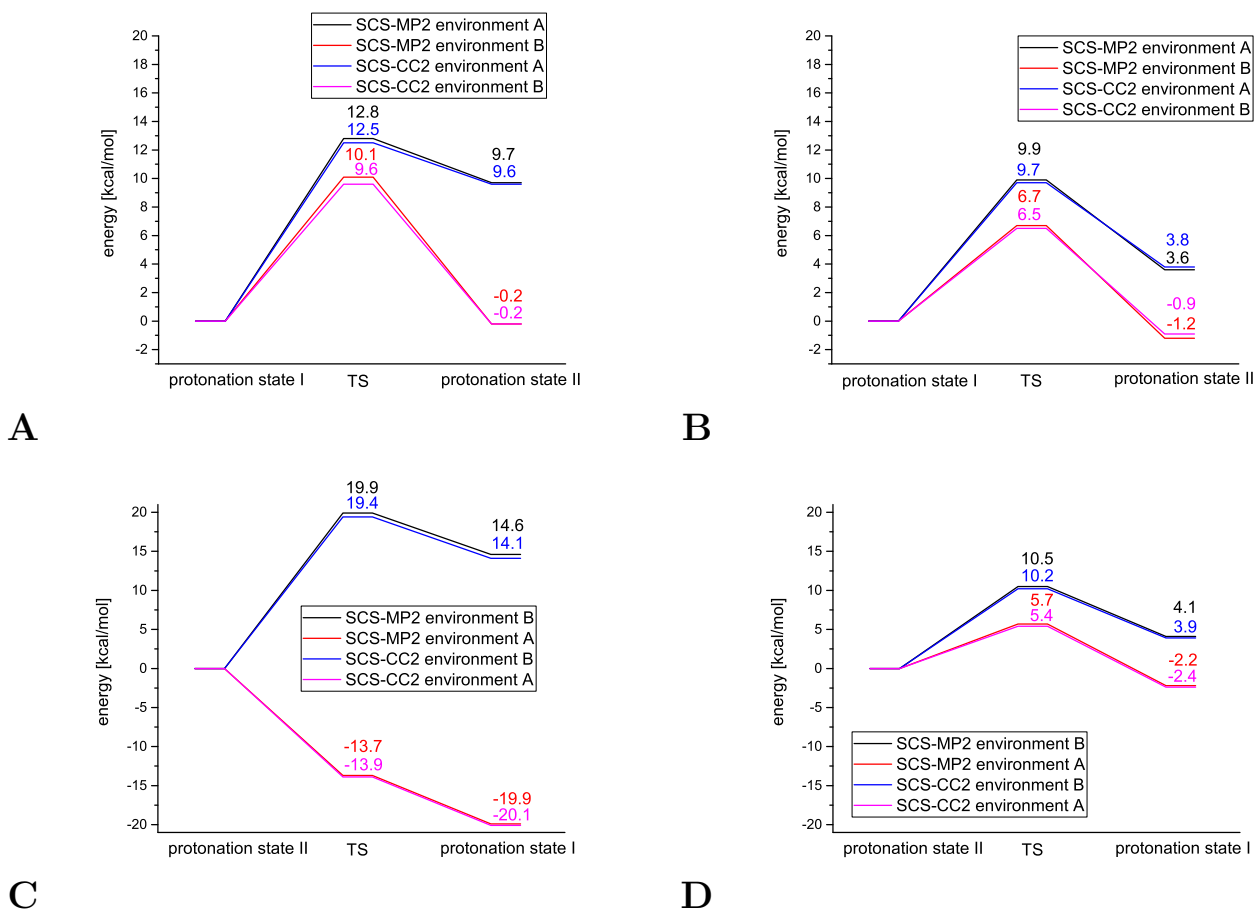 SCS-MP2 environment A
SCS-MP2 environment B
SCS-CC2 environment A
SCS-CC2 environment B
20
18
16
14
12
10
8
6
4
2
0
-2
energy [kcal/mol]
12.8
12.5
10.1
9.6
9.7
9.6
-0.2
-0.2
protonation state I
TS
protonation state II
A
SCS-MP2 environment A
SCS-MP2 environment B
SCS-CC2 environment A
SCS-CC2 environment B
20
18
16
14
12
10
8
6
4
2
0
-2
energy [kcal/mol]
9.9
9.7
6.7
6.5
3.8
3.6
-0.9
-1.2
protonation state I
TS
protonation state II
B
20
15
10
5
0
-5
-10
-15
-20
energy [kcal/mol]
19.9
19.4
14.6
14.1
SCS-MP2 environment B
SCS-MP2 environment A
SCS-CC2 environment B
SCS-CC2 environment A
-13.7
-13.9
-19.9
-20.1
protonation state II
TS
protonation state I
C
20
15
10
5
0
-5
-10
-15
-20
energy [kcal/mol]
10.5
10.2
5.7
5.4
4.1
3.9
-2.2
-2.4
SCS-MP2 environment B
SCS-MP2 environment A
SCS-CC2 environment B
SCS-CC2 environment A
protonation state II
TS
protonation state I
D